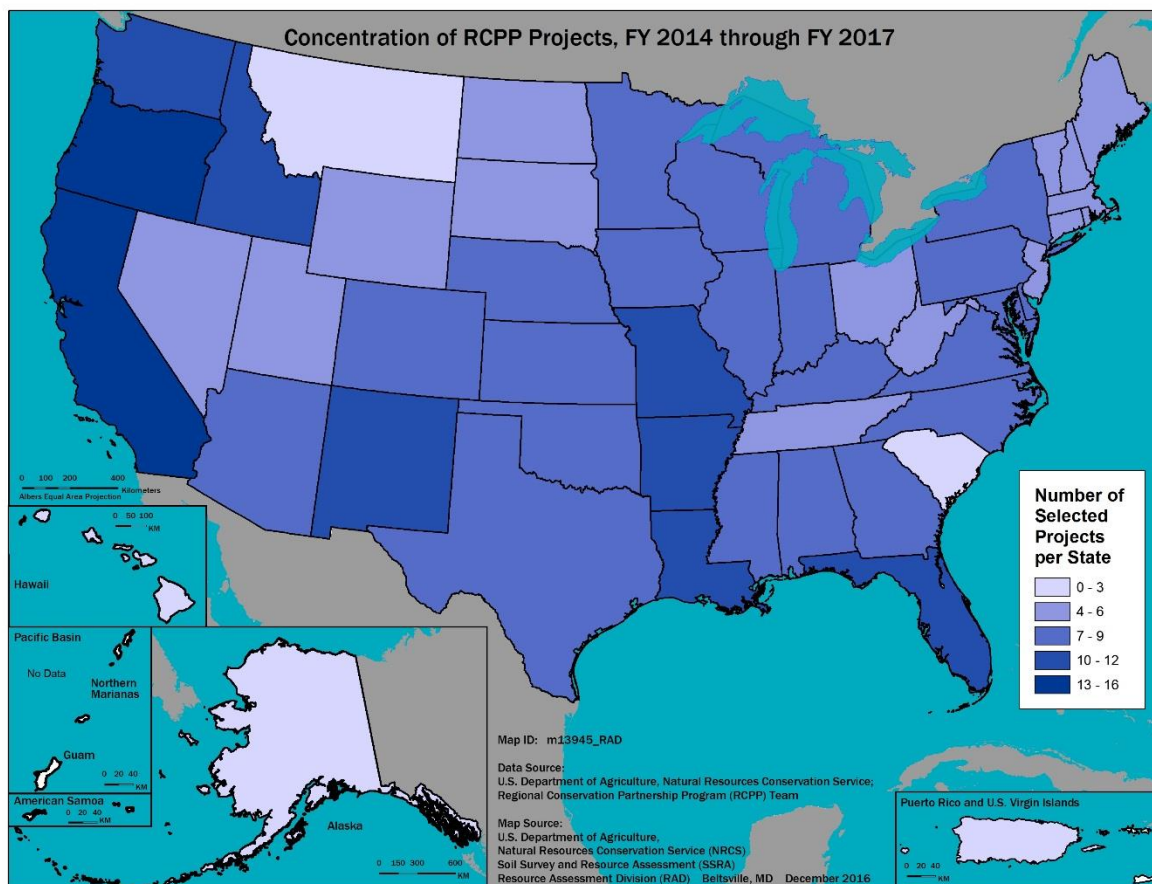 Concentration of RCPP Projects, FY 2014 through FY 2017
0 100 200 400
Kilometers
Albers Equal Area Projection
0 50 100
KM
Hawaii
Pacific Basin
No Data
Northern
Marianas
Guam
0 20 40
KM
American Samoa
0 20 40
KM
Alaska
0 150 300 600
KM
Map ID: m13945_RAD
Data Source:
U.S. Department of Agriculture, Natural Resources Conservation Service;
Regional Conservation Partnership Program (RCPP) Team
Map Source:
U.S. Department of Agriculture,
Natural Resources Conservation Service (NRCS)
Soil Survey and Resource Assessment (SSRA)
Resource Assessment Division (RAD) Beltsville, MD December 2016
Number of
Selected
Projects
per State
0 - 3
4 - 6
7 - 9
10 - 12
13 - 16
Puerto Rico and U.S. Virgin Islands
0 20 40
KM